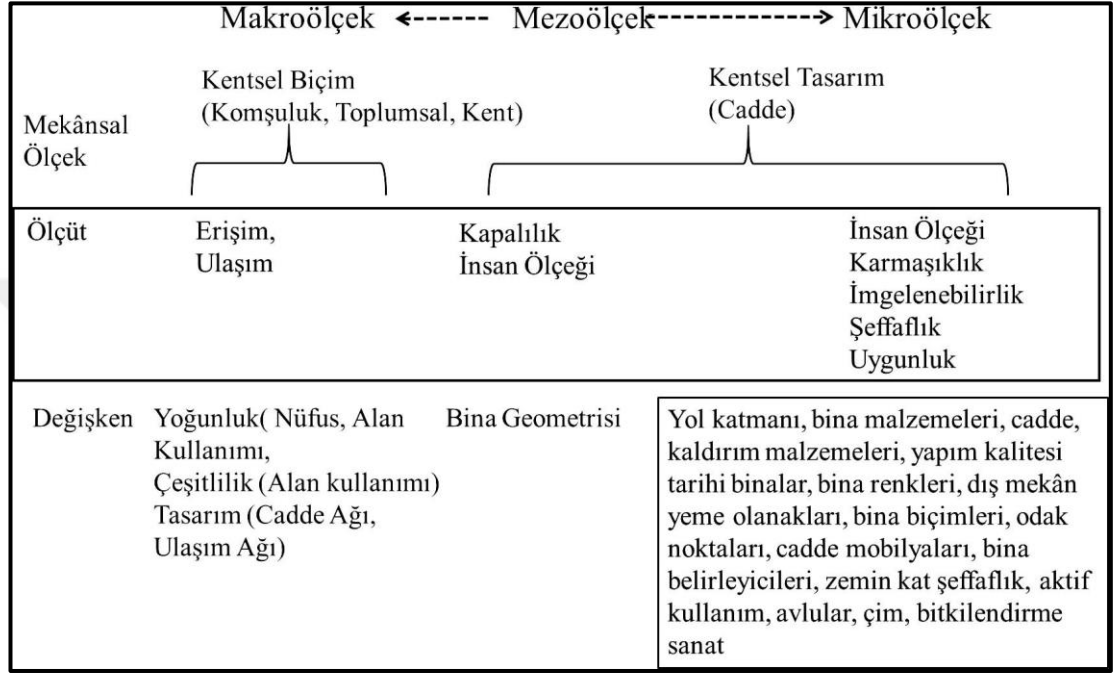 Makroölçek Mezoölçek Mikroölçek
Kentsel Biçim
(Komşuluk, Toplumsal, Kent)
Kentsel Tasarım
(Cadde)
Mekânsal
Ölçek
Ölçüt
Erişim,
Ulaşım
Kapalılık
İnsan Ölçeği
İnsan Ölçeği
Karmaşıklık
İmgelenebilirlik
Şeffaflık
Uygunluk
Değişken
Yoğunluk( Nüfus, Alan
Kullanımı,
Çeşitlilik (Alan kullanımı)
Tasarım (Cadde Ağı,
Ulaşım Ağı)
Bina Geometrisi
Yol katmanı, bina malzemeleri, cadde,
kaldırım malzemeleri, yapım kalitesi
tarihi binalar, bina renkleri, dış mekân
yeme olanakları, bina biçimleri, odak
noktaları, cadde mobilyaları, bina
belirleyicileri, zemin kat şeffaflık, aktif
kullanım, avlular, çim, bitkilendirme
sanat